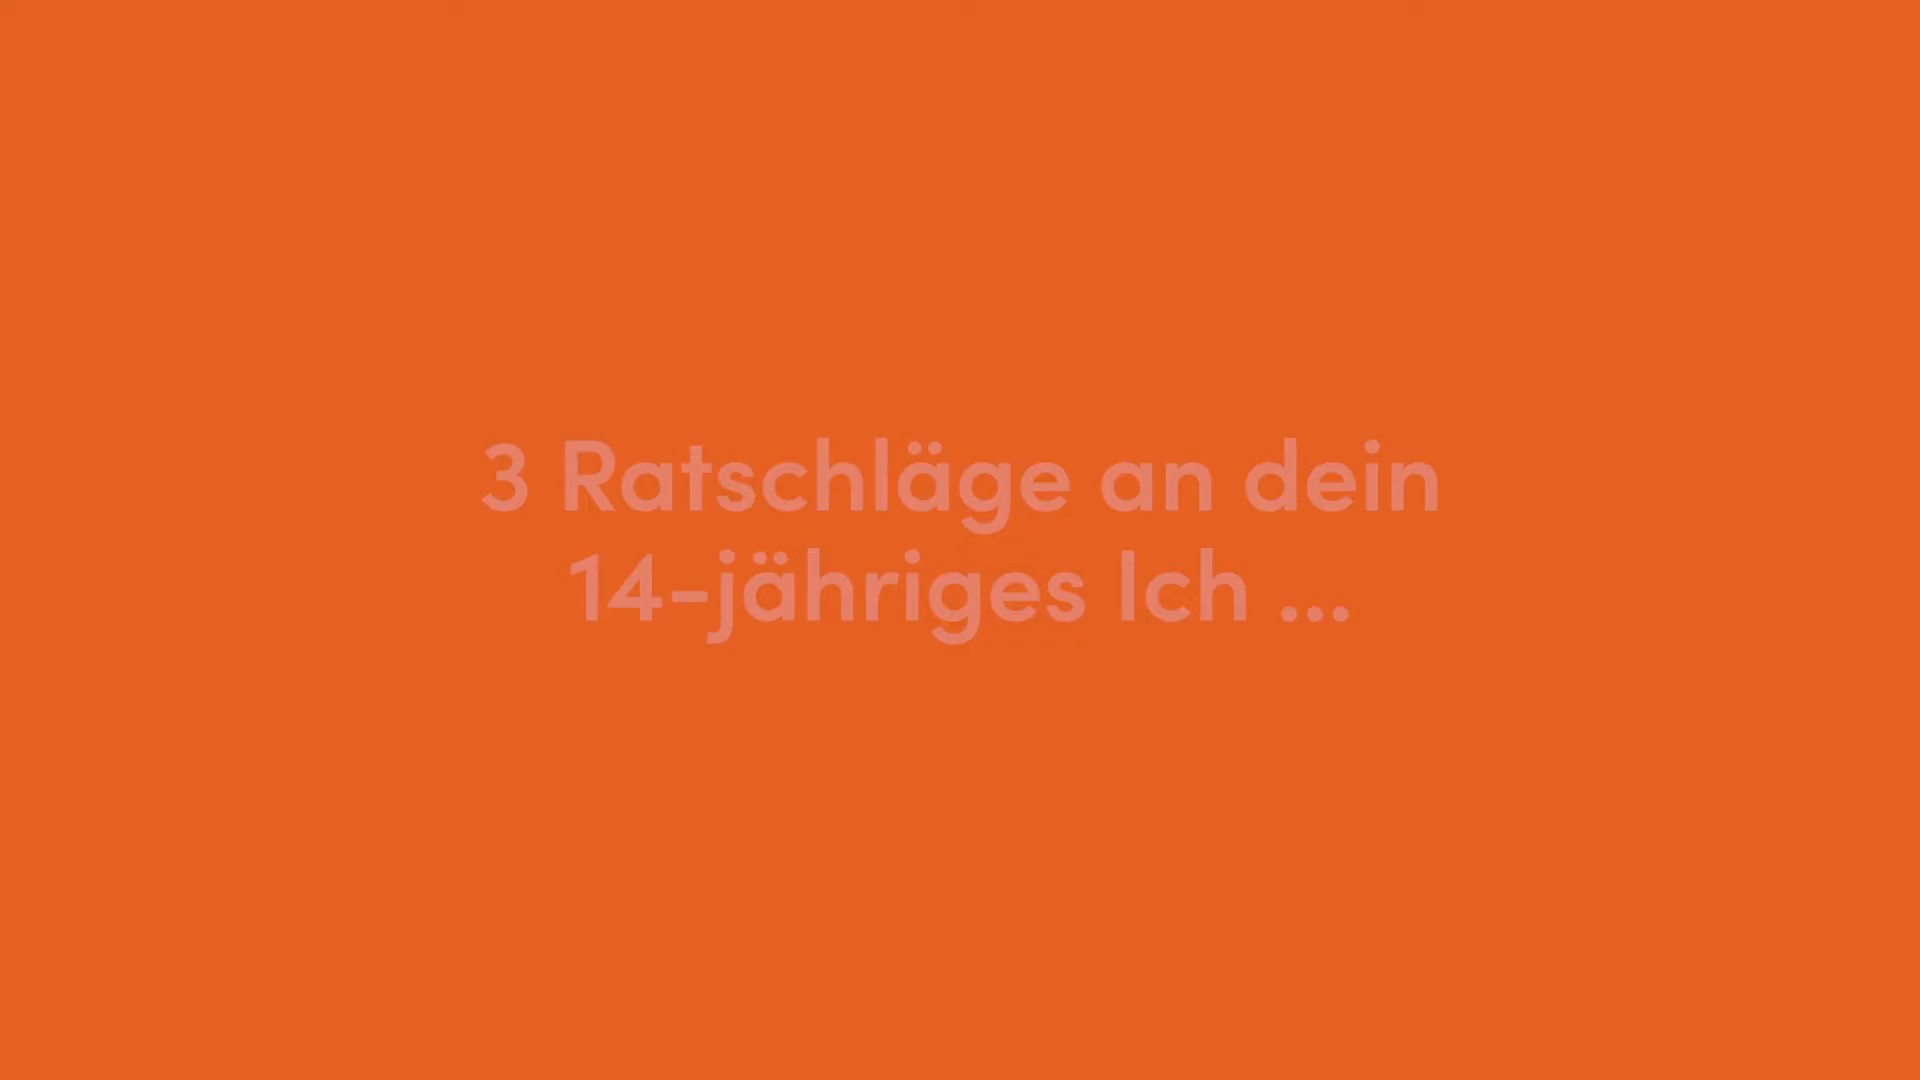 3 Ratschläge an dein
14-jähriges Ich ...